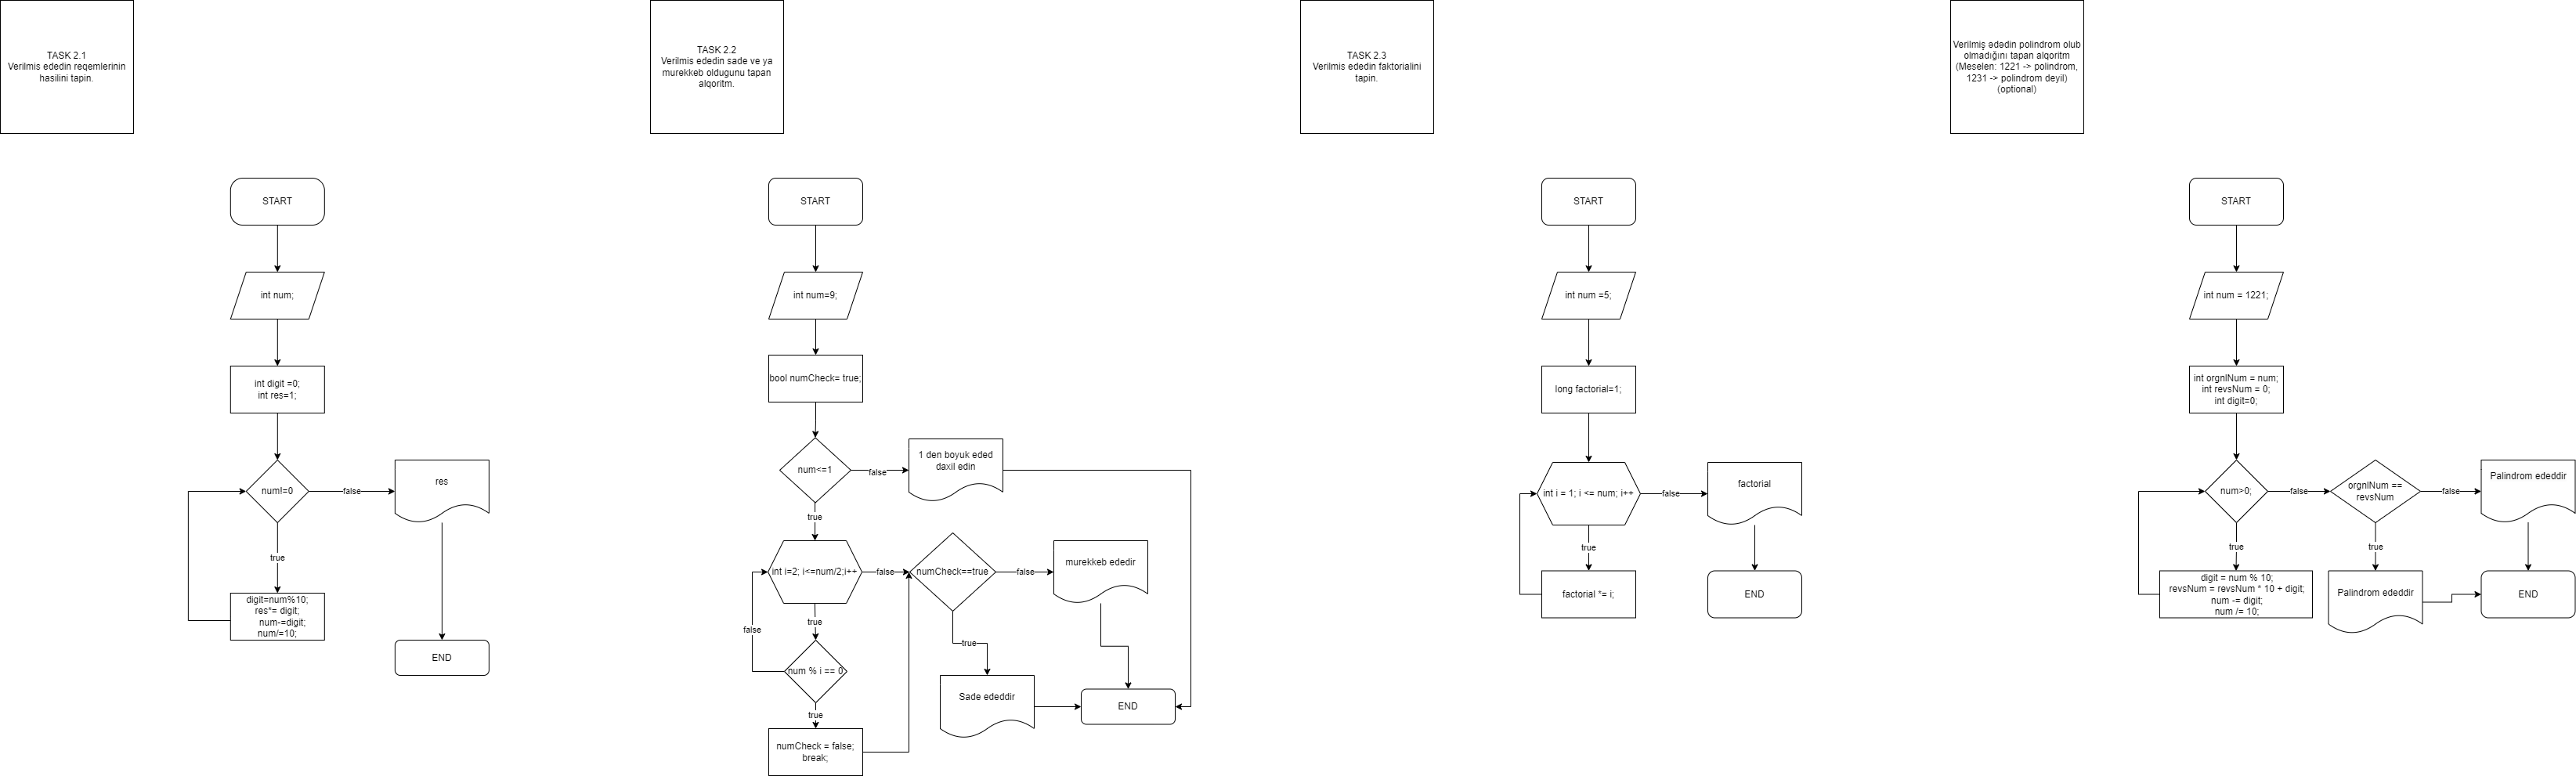 TASK 2.1
Verilmis ededin reqemlerinin
hasilini tapin.
START
int num;
int digit =0;
int res=1;
num!=0
false
res
true
digit=num%10;
res*= digit;
num-=digit;
num/=10;
END
TASK 2.2
Verilmis ededin sade ve ya
murekkeb oldugunu tapan
alqoritm.
START
int num=9;
bool numCheck= true;
num<=1
false
1 den boyuk eded
daxil edin
true
int i=2; i<=num/2;i++
false
numCheck==true
false
murekkeb ededir
true
false
true
num % i == 0
Sade ededdir
END
true
numCheck = false;
break;
TASK 2.3
Verilmis ededin faktorialini
tapin.
START
int num =5;
long factorial=1;
int i = 1; i <= num; i++
false
factorial
true
factorial *= i;
END
Verilmiş ədədin polindrom olub
olmadığını tapan alqoritm
(Meselen: 1221 -> polindrom,
1231 -> polindrom deyil)
(optional)
START
int num = 1221;
int orgnlNum = num;
int revsNum = 0;
int digit=0;
num>0;
false
orgnlNum ==
revsNum
false
Palindrom ededdir
true
true
digit = num % 10;
revsNum = revsNum * 10 + digit;
num -= digit;
num /= 10;
Palindrom ededdir
END